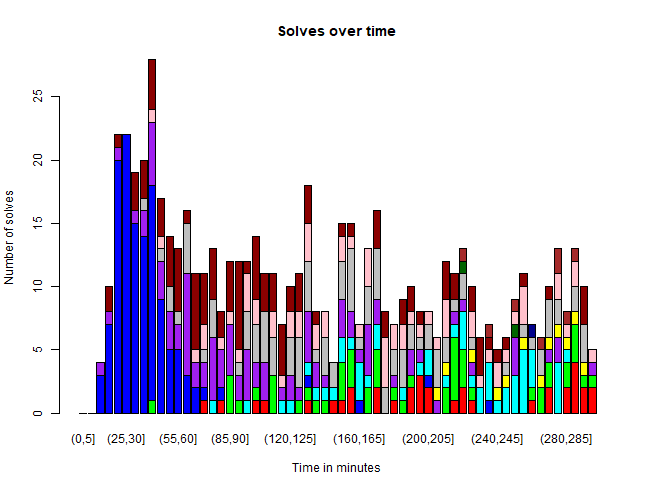 Solves over time
Number of solves
25
20
15
10
5
0
(0,5] (25,30] (55,60] (85,90] (120,125] (160,165] (200,205] (240,245] (280,285]
Time in minutes